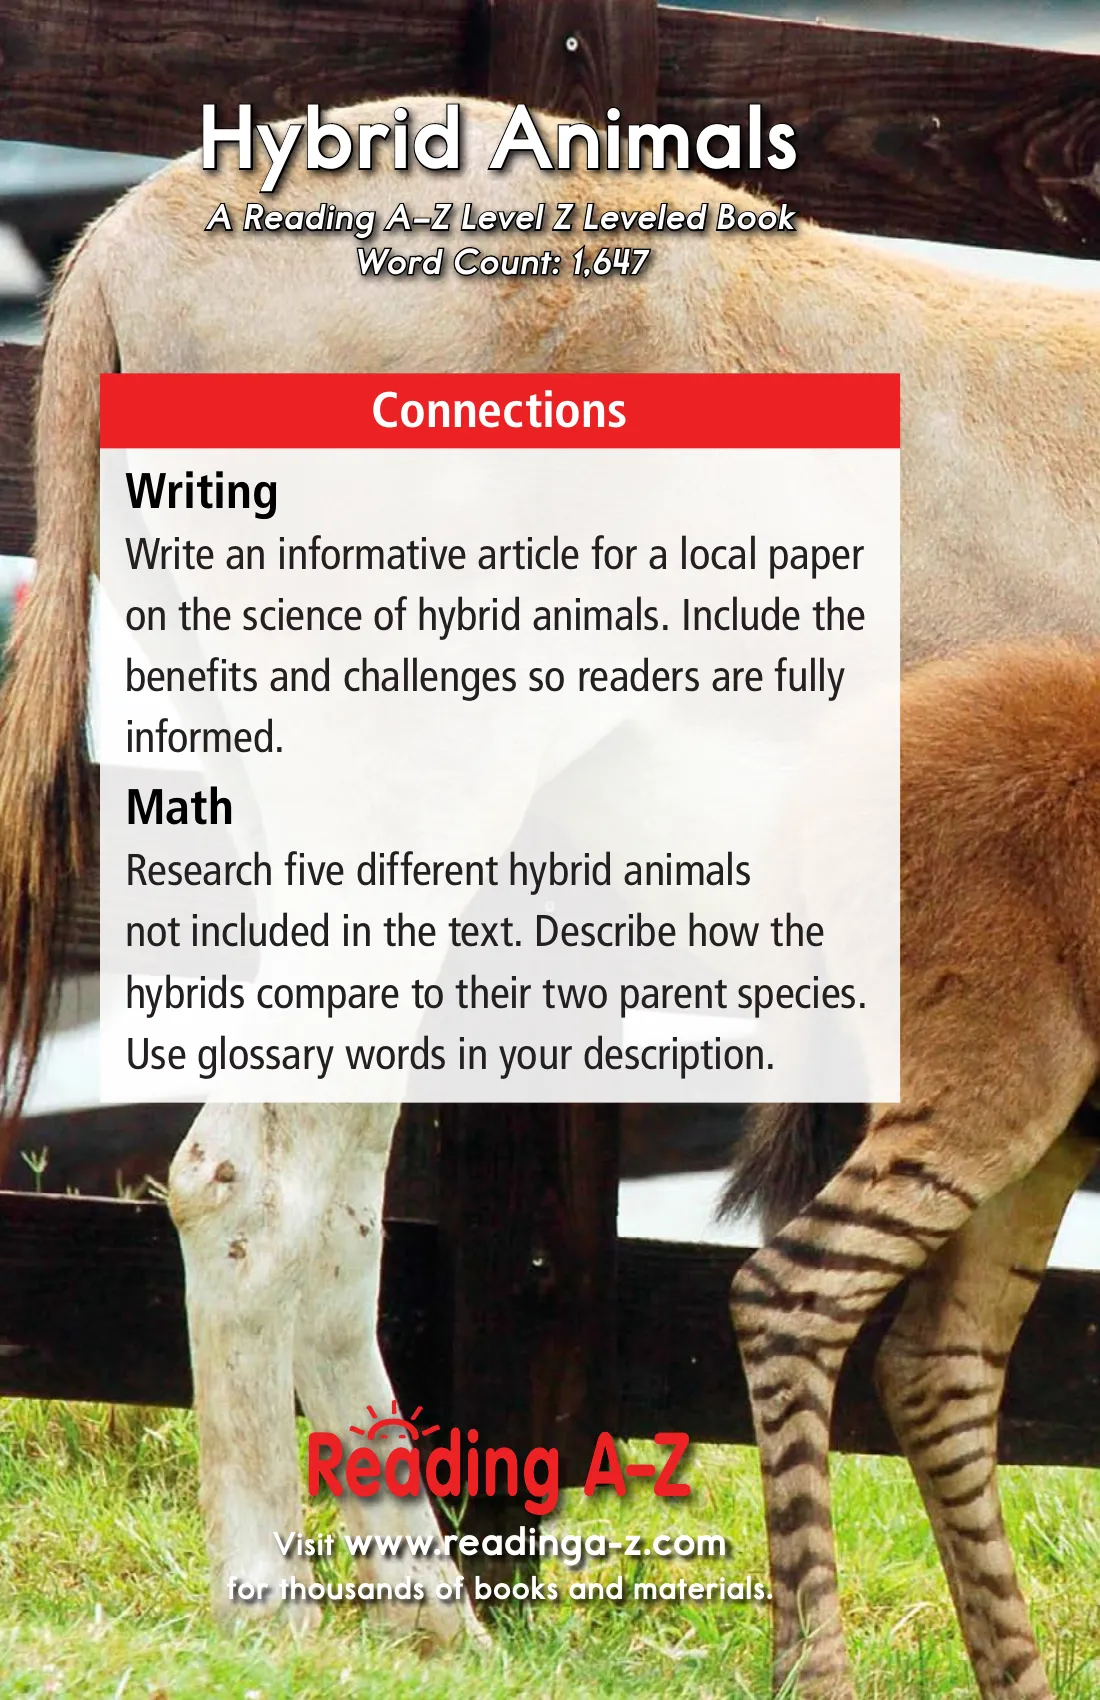 Hybrid Animals
A Reading A–Z Level Z Leveled Book
Word Count: 1,647
Connections
Writing
Write an informative article for a local paper
on the science of hybrid animals. Include the
benefits and challenges so readers are fully
informed.
Math
Research five different hybrid animals
not included in the text. Describe how the
hybrids compare to their two parent species.
Use glossary words in your description.
Reading A–Z
Visit www.readinga-z.com
for thousands of books and materials.